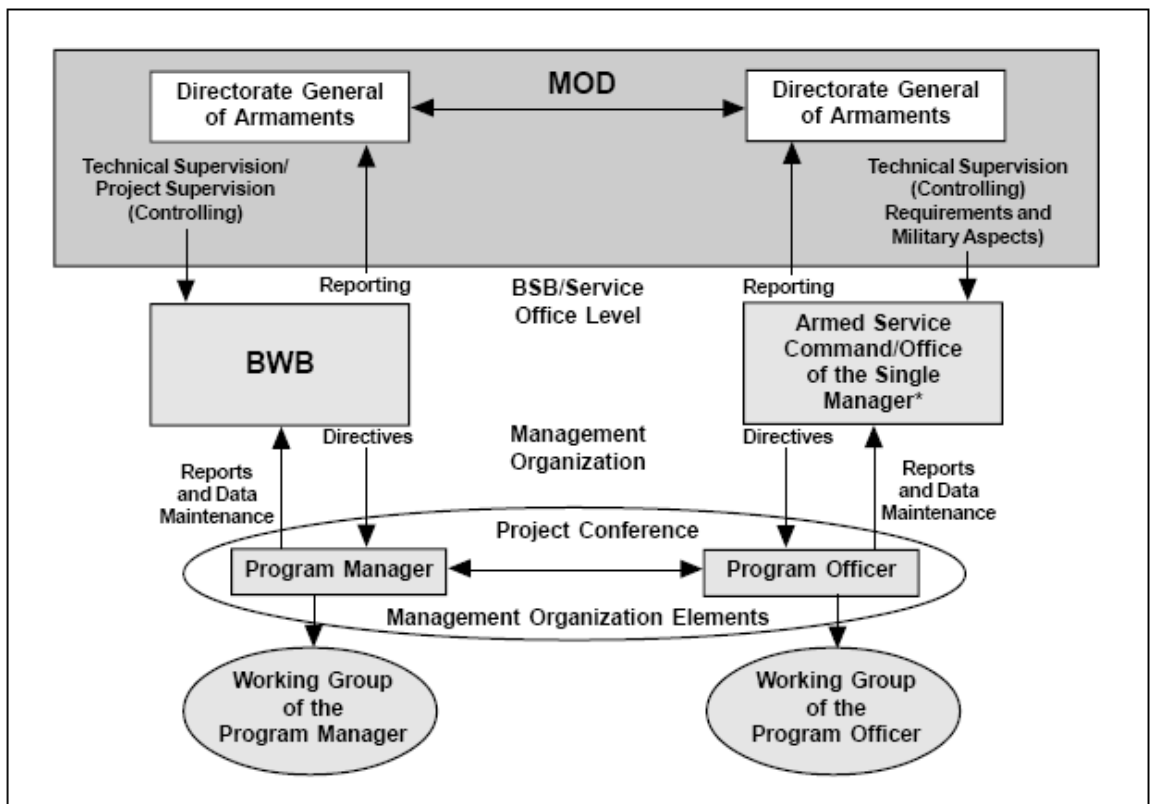 MOD
Directorate General
of Armaments
Directorate General
of Armaments
Technical Supervision/
Project Supervision
(Controlling)
Technical Supervision
(Controlling)
Requirements and
Military Aspects)
Reporting
BSB/Service
Office Level
Reporting
BWB
Armed Service
Command/Office
of the Single
Manager*
Directives
Management
Organization
Directives
Reports
and Data
Maintenance
Reports
and Data
Maintenance
Project Conference
Program Manager
Program Officer
Management Organization Elements
Working Group
of the
Program Manager
Working Group
of the
Program Officer